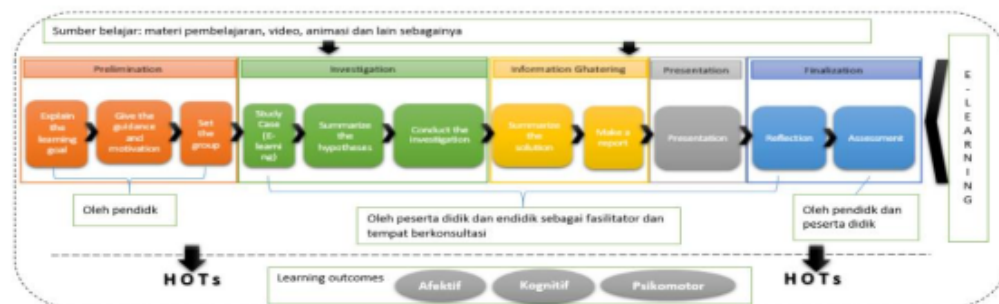 Sumber belajar: materi pembelajaran, video, animasi dan lain sebagainya
Prelimination
Investigation
Information Ghatering
Presentation
Finalization
Explain
the
learning
goal
Give the
guidance
and
motivation
Set
the
group
Study
Case
(E-
learni
ng)
Summarize
the
hypotheses
Conduct the
investigation
Summarize
the
solution
Make a
report
Presentation
Reflection
Assessment
E-LEARNING
Oleh pendidk
Oleh peserta didik dan endidik sebagai fasilitator dan
tempat berkonsultasi
Oleh pendidk dan
peserta didik
HOTs
HOTs
Learning outcomes
Afektif
Kognitif
Psikomotor